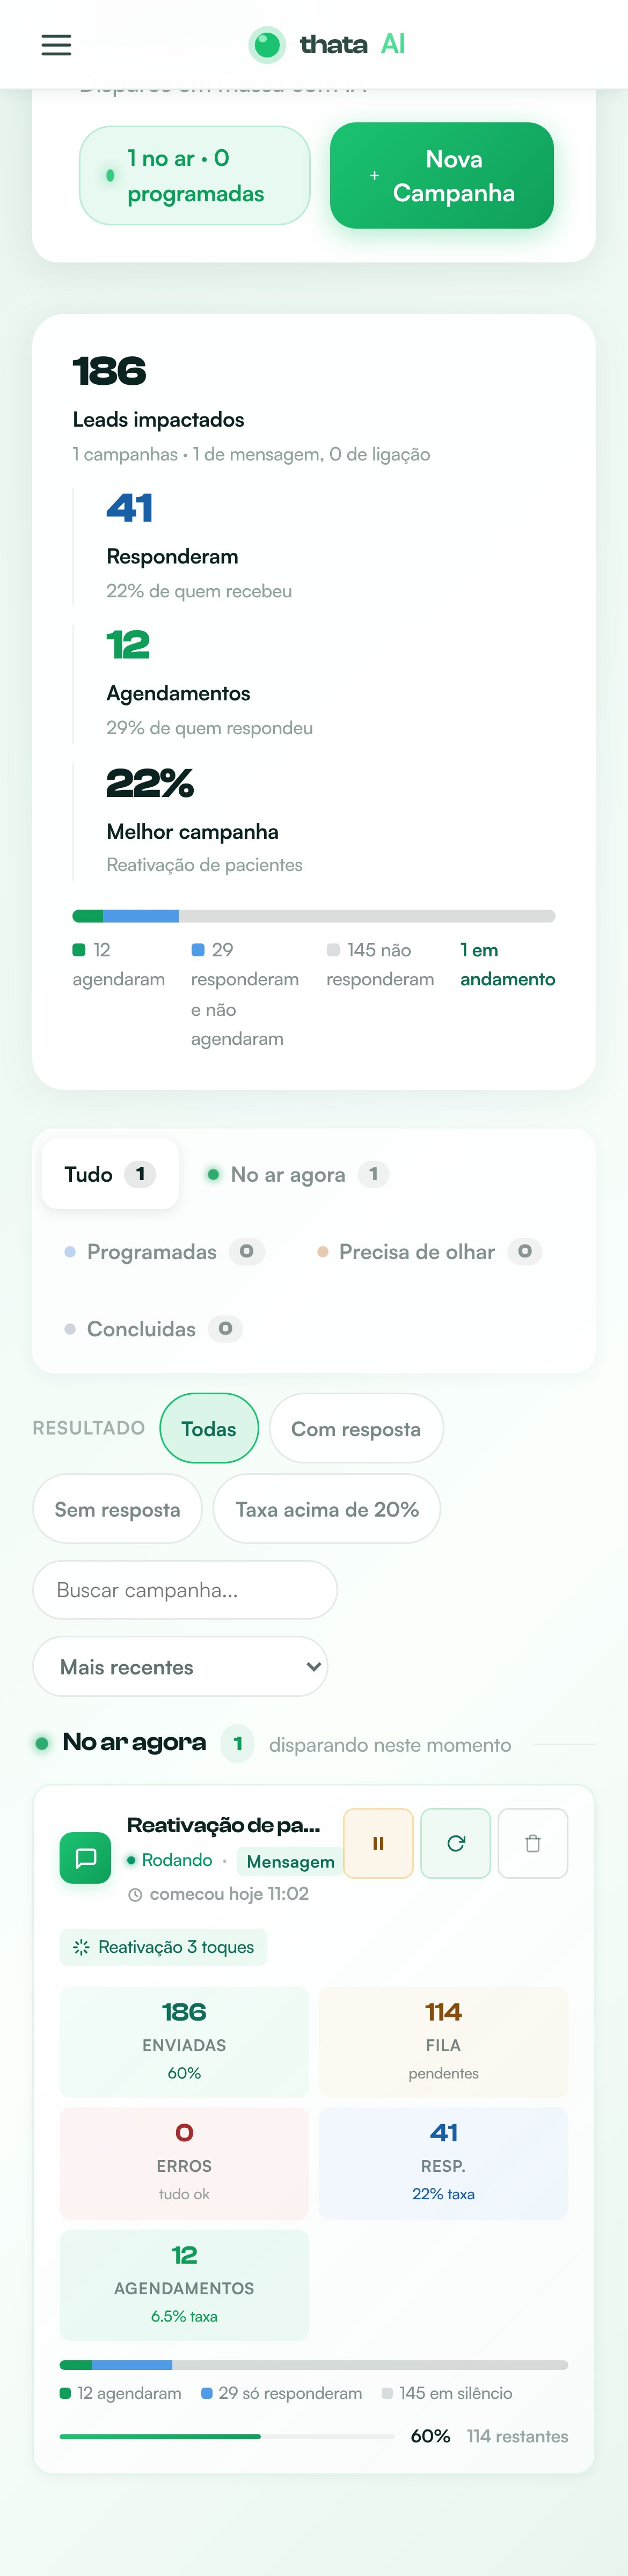 thata AI
1 no ar · 0
programadas
+ Nova
Campanha
186
Leads impactados
1 campanhas · 1 de mensagem, 0 de ligação
41
Responderam
22% de quem recebeu
12
Agendamentos
29% de quem respondeu
22%
Melhor campanha
Reativação de pacientes
12
agendaram
29
responderam
e não
agendaram
145 não
responderam
1 em
andamento
Tudo 1
No ar agora 1
Programadas 0
Precisa de olhar 0
Concluidas 0
RESULTADO
Todas
Com resposta
Sem resposta
Taxa acima de 20%
Buscar campanha...
Mais recentes
No ar agora 1 disparando neste momento
Reativação de pa...
Rodando · Mensagem
comecou hoje 11:02
Reativação 3 toques
186
ENVIADAS
60%
114
FILA
pendentes
0
ERROS
tudo ok
41
RESP.
22% taxa
12
AGENDAMENTOS
6.5% taxa
12 agendaram
29 só responderam
145 em silêncio
60% 114 restantes